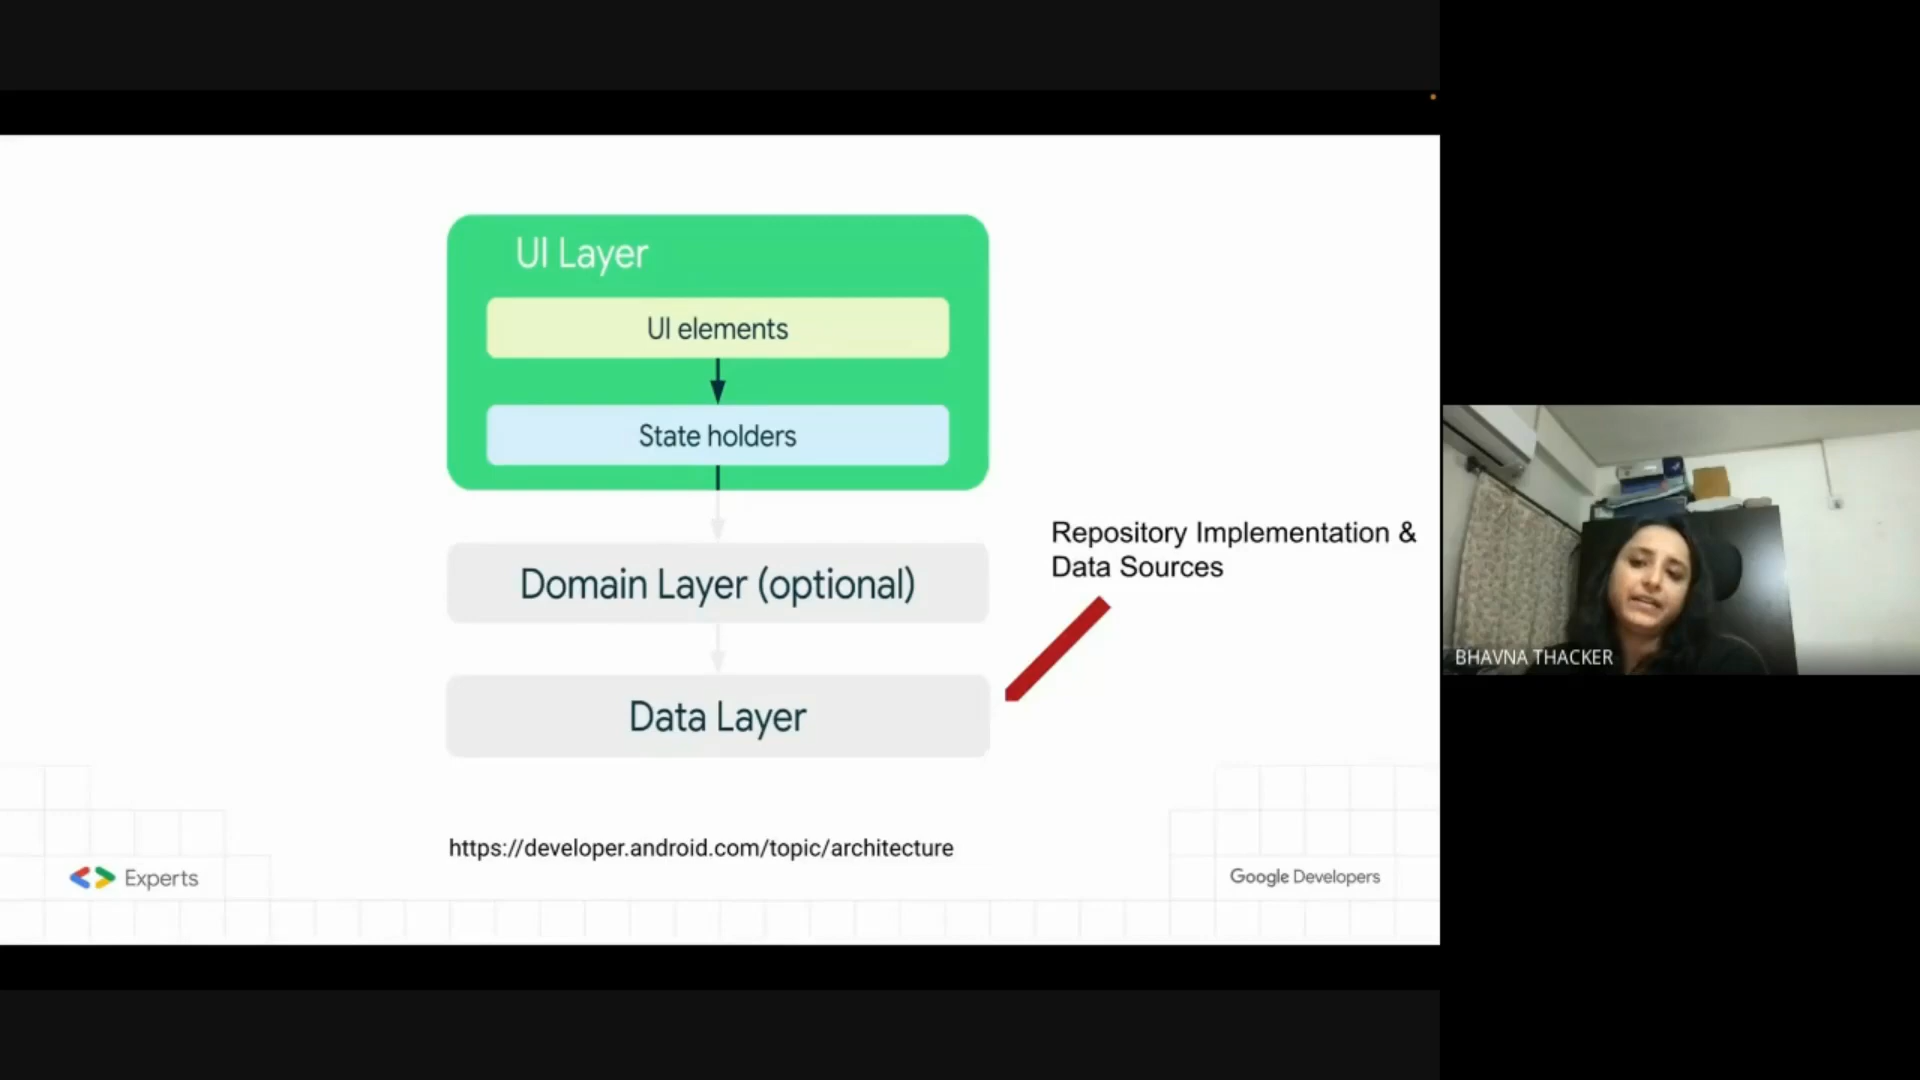 UI Layer
UI elements
State holders
Repository Implementation &
Data Sources
Domain Layer (optional)
Data Layer
https://developer.android.com/topic/architecture
Experts
Google Developers
BHAVNA THACKER